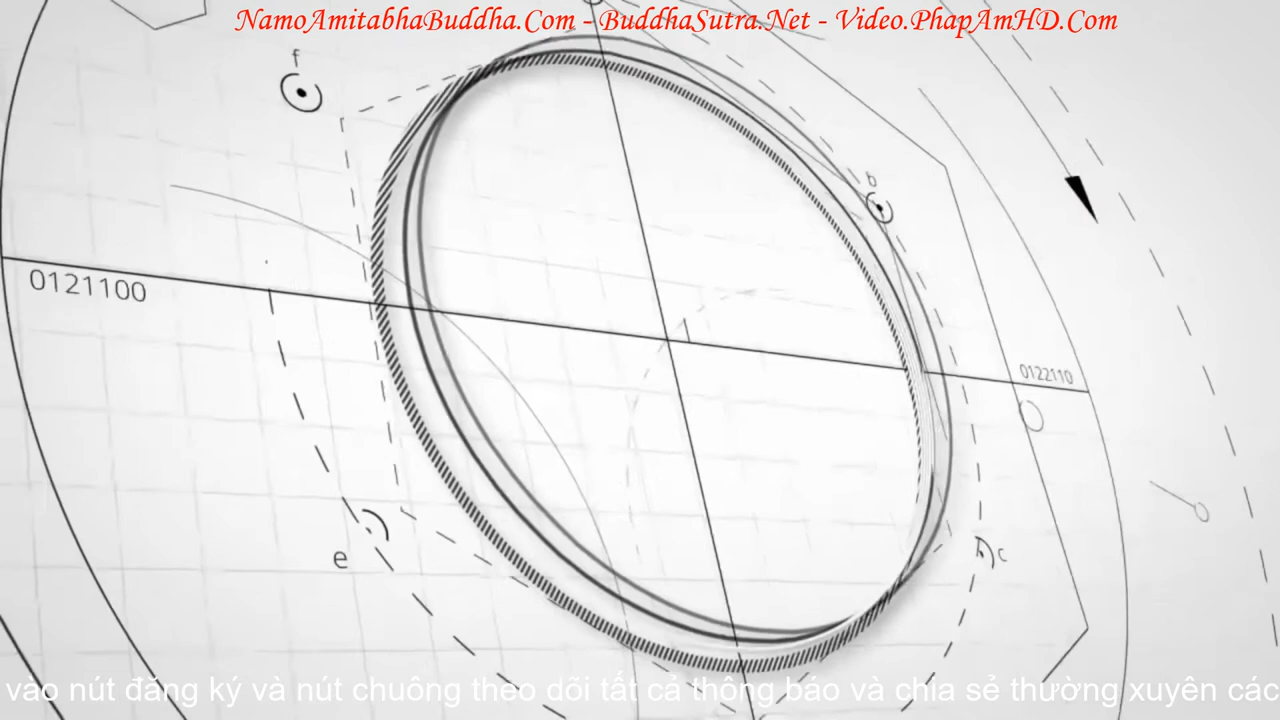 NamoAmitabhaBuddha.Com - BuddhaSutra.Net - Video.PhapAmHD.Com
f
b
0121100
0122110
e
c
vào nút đăng ký và nút chuông theo dõi tất cả thông báo và chia sẻ thường xuyên các